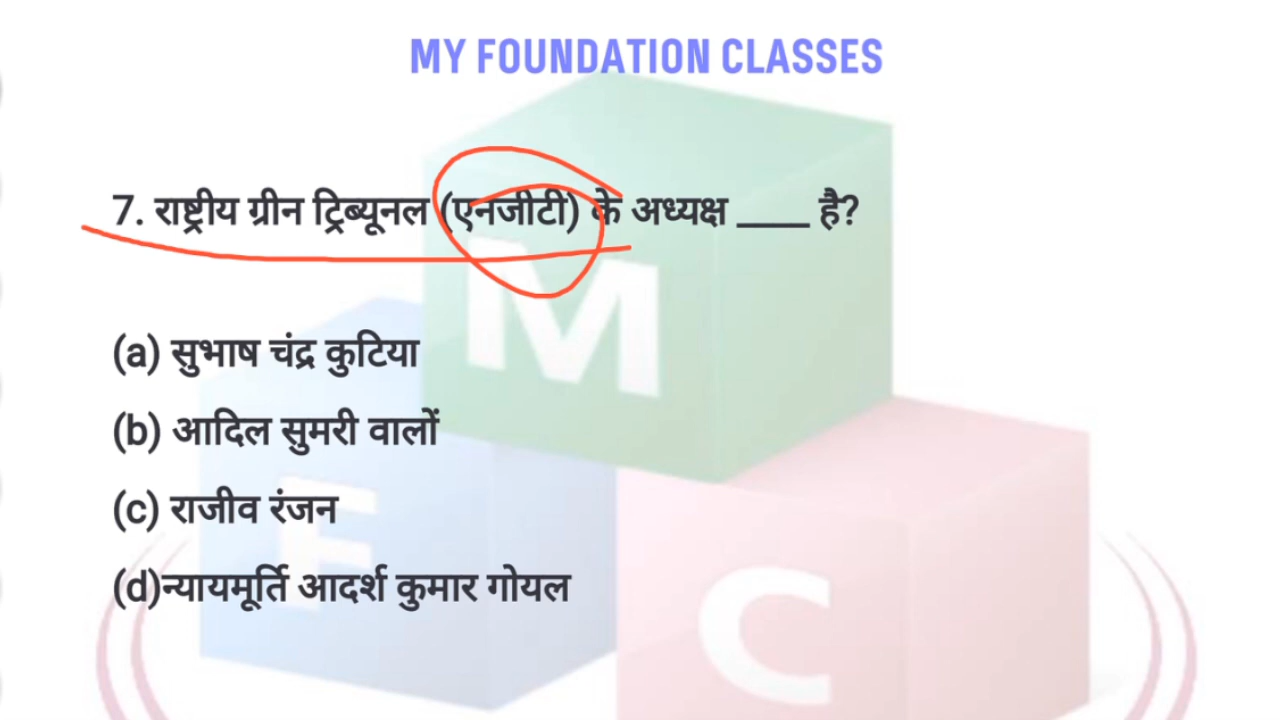 MY FOUNDATION CLASSES
7. राष्ट्रीय ग्रीन ट्रिब्यूनल (एनजीटी) के अध्यक्ष ____ है?
(a) सुभाष चंद्र कुटिया
(b) आदिल सुमरी वालों
(c) राजीव रंजन
(d)न्यायमूर्ति आदर्श कुमार गोयल
M
F
C